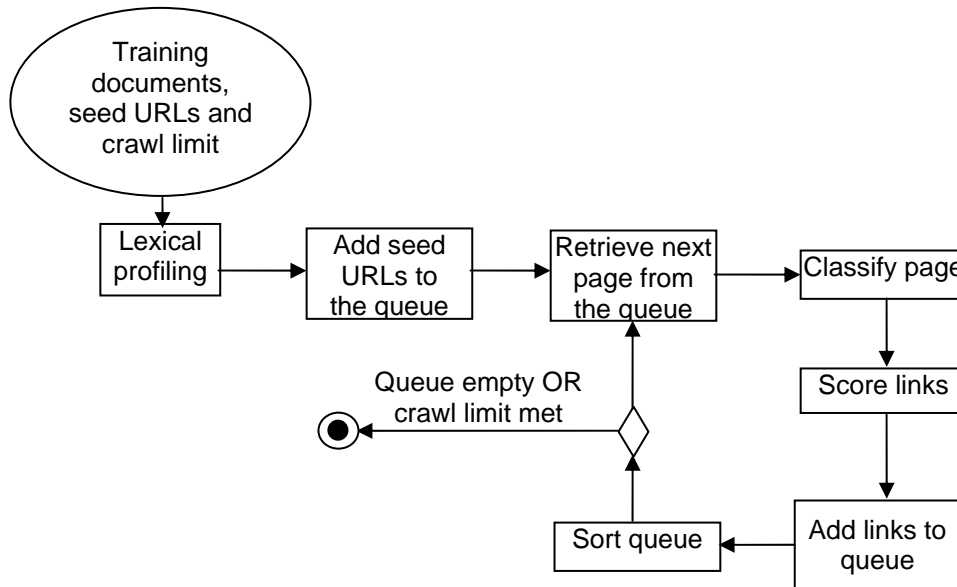 Training
documents,
seed URLs and
crawl limit
Lexical
profiling
Add seed
URLs to
the queue
Retrieve next
page from
the queue
Classify page
Score links
Queue empty OR
crawl limit met
Add links to
queue
Sort queue